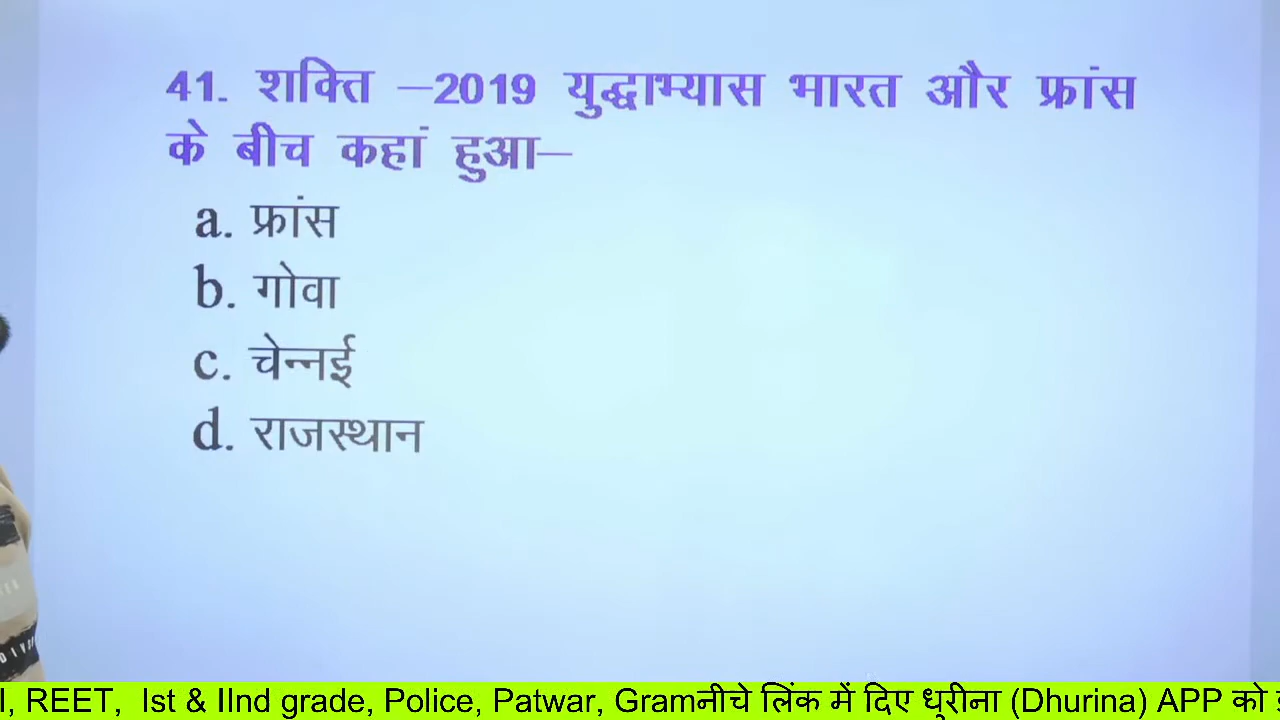 41. शक्ति –2019 युद्धाभ्यास भारत और फ्रांस
के बीच कहां हुआ–
a. फ्रांस
b. गोवा
c. चेन्नई
d. राजस्थान
I, REET, Ist & IInd grade, Police, Patwar, Gramनीचे लिंक में दिए धुरीना (Dhurina) APP को